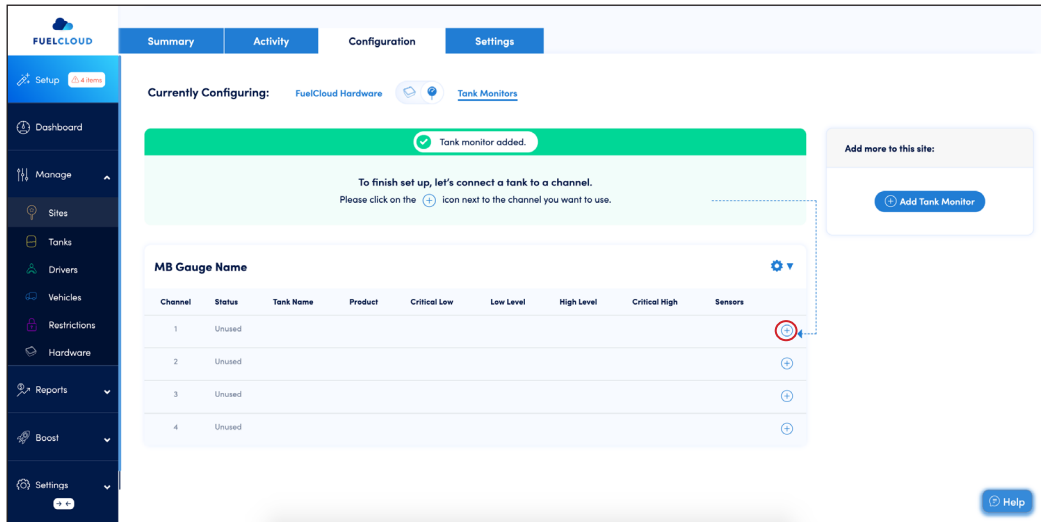 FUELCLOUD
Summary Activity Configuration Settings
Setup 4 items
Dashboard
Manage
Sites
Tanks
Drivers
Vehicles
Restrictions
Hardware
Reports
Boost
Settings
Currently Configuring: FuelCloud Hardware Tank Monitors
Tank monitor added.
To finish set up, let's connect a tank to a channel.
Please click on the + icon next to the channel you want to use.
Add more to this site:
+ Add Tank Monitor
MB Gauge Name
Channel Status Tank Name Product Critical Low Low Level High Level Critical High Sensors
1 Unused
2 Unused
3 Unused
4 Unused
Help